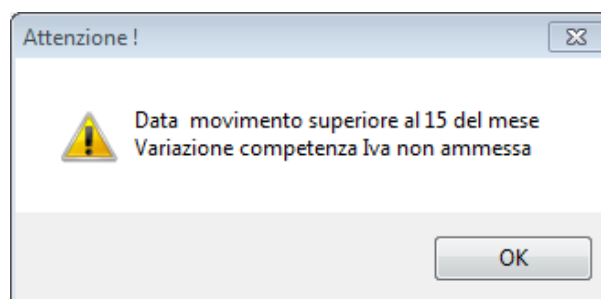 Attenzione !
Data  movimento superiore al 15 del mese
Variazione competenza Iva non ammessa
OK